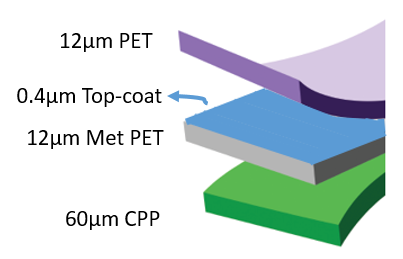 12µm PET
0.4µm Top-coat
12µm Met PET
60µm CPP